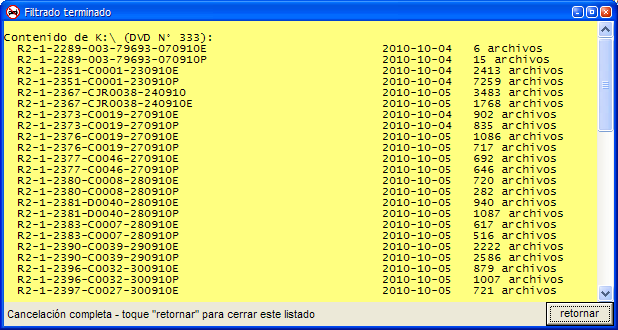 Filtrado terminado
Contenido de K:\ (DVD N° 333):
R2-1-2289-003-79693-070910E 2010-10-04 6 archivos
R2-1-2289-003-79693-070910P 2010-10-04 15 archivos
R2-1-2351-C0001-230910E 2010-10-04 2413 archivos
R2-1-2351-C0001-230910P 2010-10-04 7259 archivos
R2-1-2367-CJR0038-240910 2010-10-05 3483 archivos
R2-1-2367-CJR0038-240910E 2010-10-05 1768 archivos
R2-1-2373-C0019-270910E 2010-10-04 902 archivos
R2-1-2373-C0019-270910P 2010-10-04 835 archivos
R2-1-2376-C0019-270910E 2010-10-05 1086 archivos
R2-1-2376-C0019-270910P 2010-10-05 717 archivos
R2-1-2377-C0046-270910E 2010-10-05 692 archivos
R2-1-2377-C0046-270910P 2010-10-05 646 archivos
R2-1-2380-C0008-280910E 2010-10-05 720 archivos
R2-1-2380-C0008-280910P 2010-10-05 282 archivos
R2-1-2381-D0040-280910E 2010-10-05 940 archivos
R2-1-2381-D0040-280910P 2010-10-05 1087 archivos
R2-1-2383-C0007-280910E 2010-10-05 617 archivos
R2-1-2383-C0007-280910P 2010-10-05 516 archivos
R2-1-2390-C0039-290910E 2010-10-05 2222 archivos
R2-1-2390-C0039-290910P 2010-10-05 2586 archivos
R2-1-2396-C0032-300910E 2010-10-05 879 archivos
R2-1-2396-C0032-300910P 2010-10-05 1007 archivos
R2-1-2397-C0027-300910E 2010-10-05 721 archivos
Cancelación completa - toque "retornar" para cerrar este listado
retornar